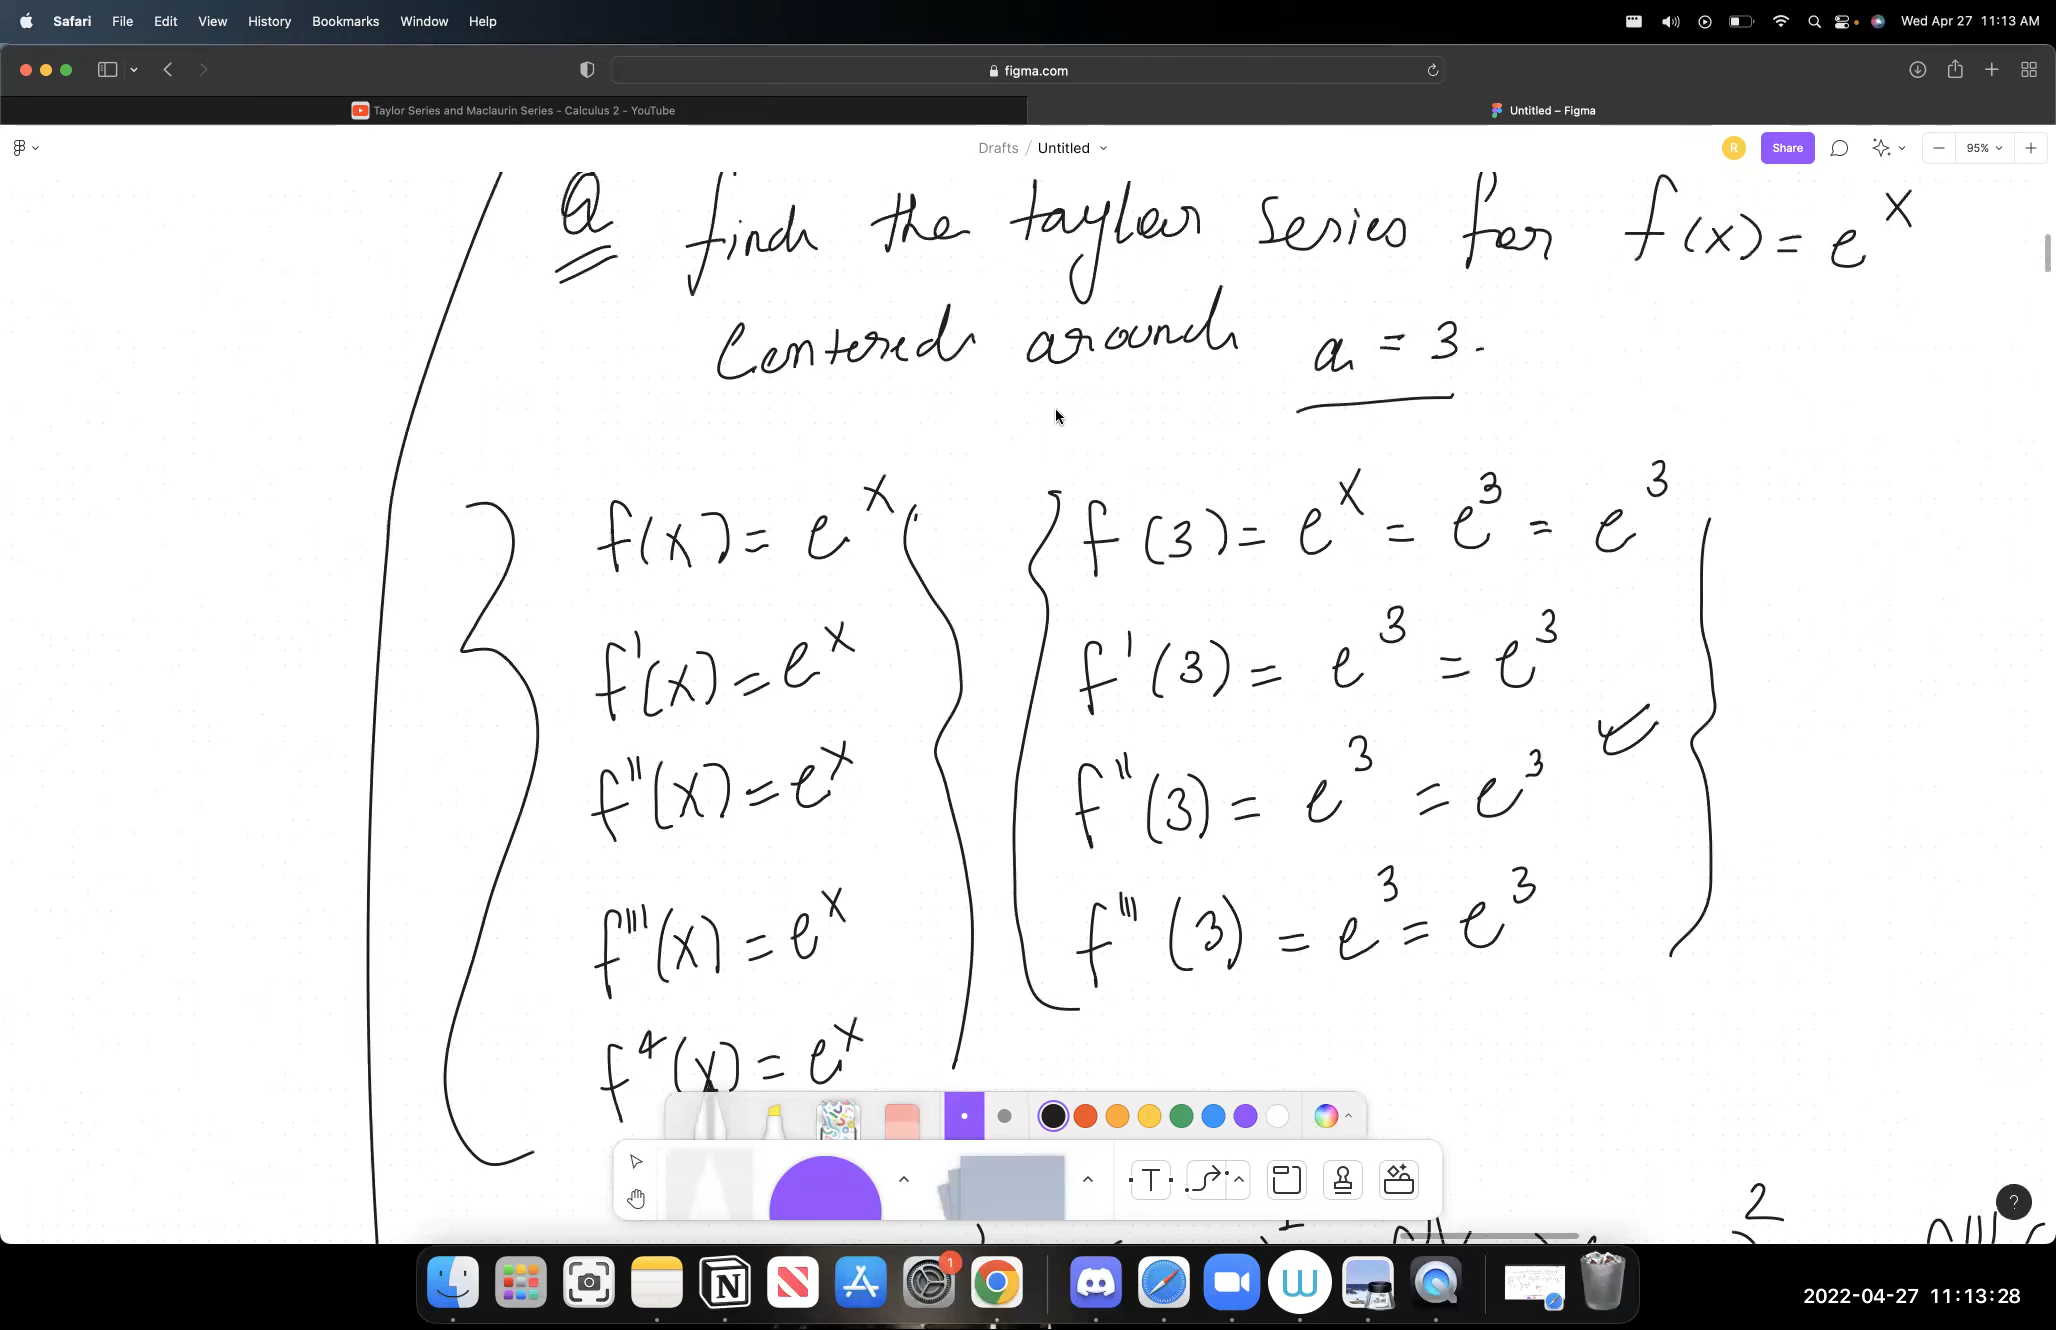 Safari File Edit View History Bookmarks Window Help Wed Apr 27 11:13 AM
figma.com
Taylor Series and Maclaurin Series - Calculus 2 - YouTube
Untitled – Figma
Drafts / Untitled
R
Share
95%
Q find the taylor series for f(x) = e^x
Centered around a = 3.
f(x) = e^x f(3) = e^x = e^3 = e^3
f'(x) = e^x f'(3) = e^3 = e^3
f''(x) = e^x f''(3) = e^3 = e^3
f'''(x) = e^x f'''(3) = e^3 = e^3
f^4(x) = e^x
T
2
?
1
2022-04-27 11:13:28